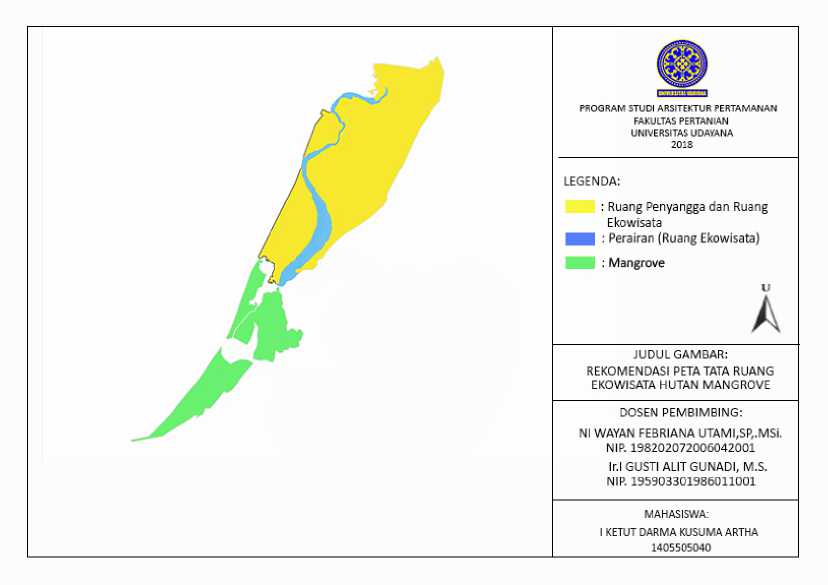 UNIVERSITAS UDAYANA
PROGRAM STUDI ARSITEKTUR PERTAMANAN
FAKULTAS PERTANIAN
UNIVERSITAS UDAYANA
2018
LEGENDA:
: Ruang Penyangga dan Ruang
Ekowisata
: Perairan (Ruang Ekowisata)
: Mangrove
U
JUDUL GAMBAR:
REKOMENDASI PETA TATA RUANG
EKOWISATA HUTAN MANGROVE
DOSEN PEMBIMBING:
NI WAYAN FEBRIANA UTAMI,SP,.MSi.
NIP. 198202072006042001
Ir.I GUSTI ALIT GUNADI, M.S.
NIP. 195903301986011001
MAHASISWA:
I KETUT DARMA KUSUMA ARTHA
1405505040